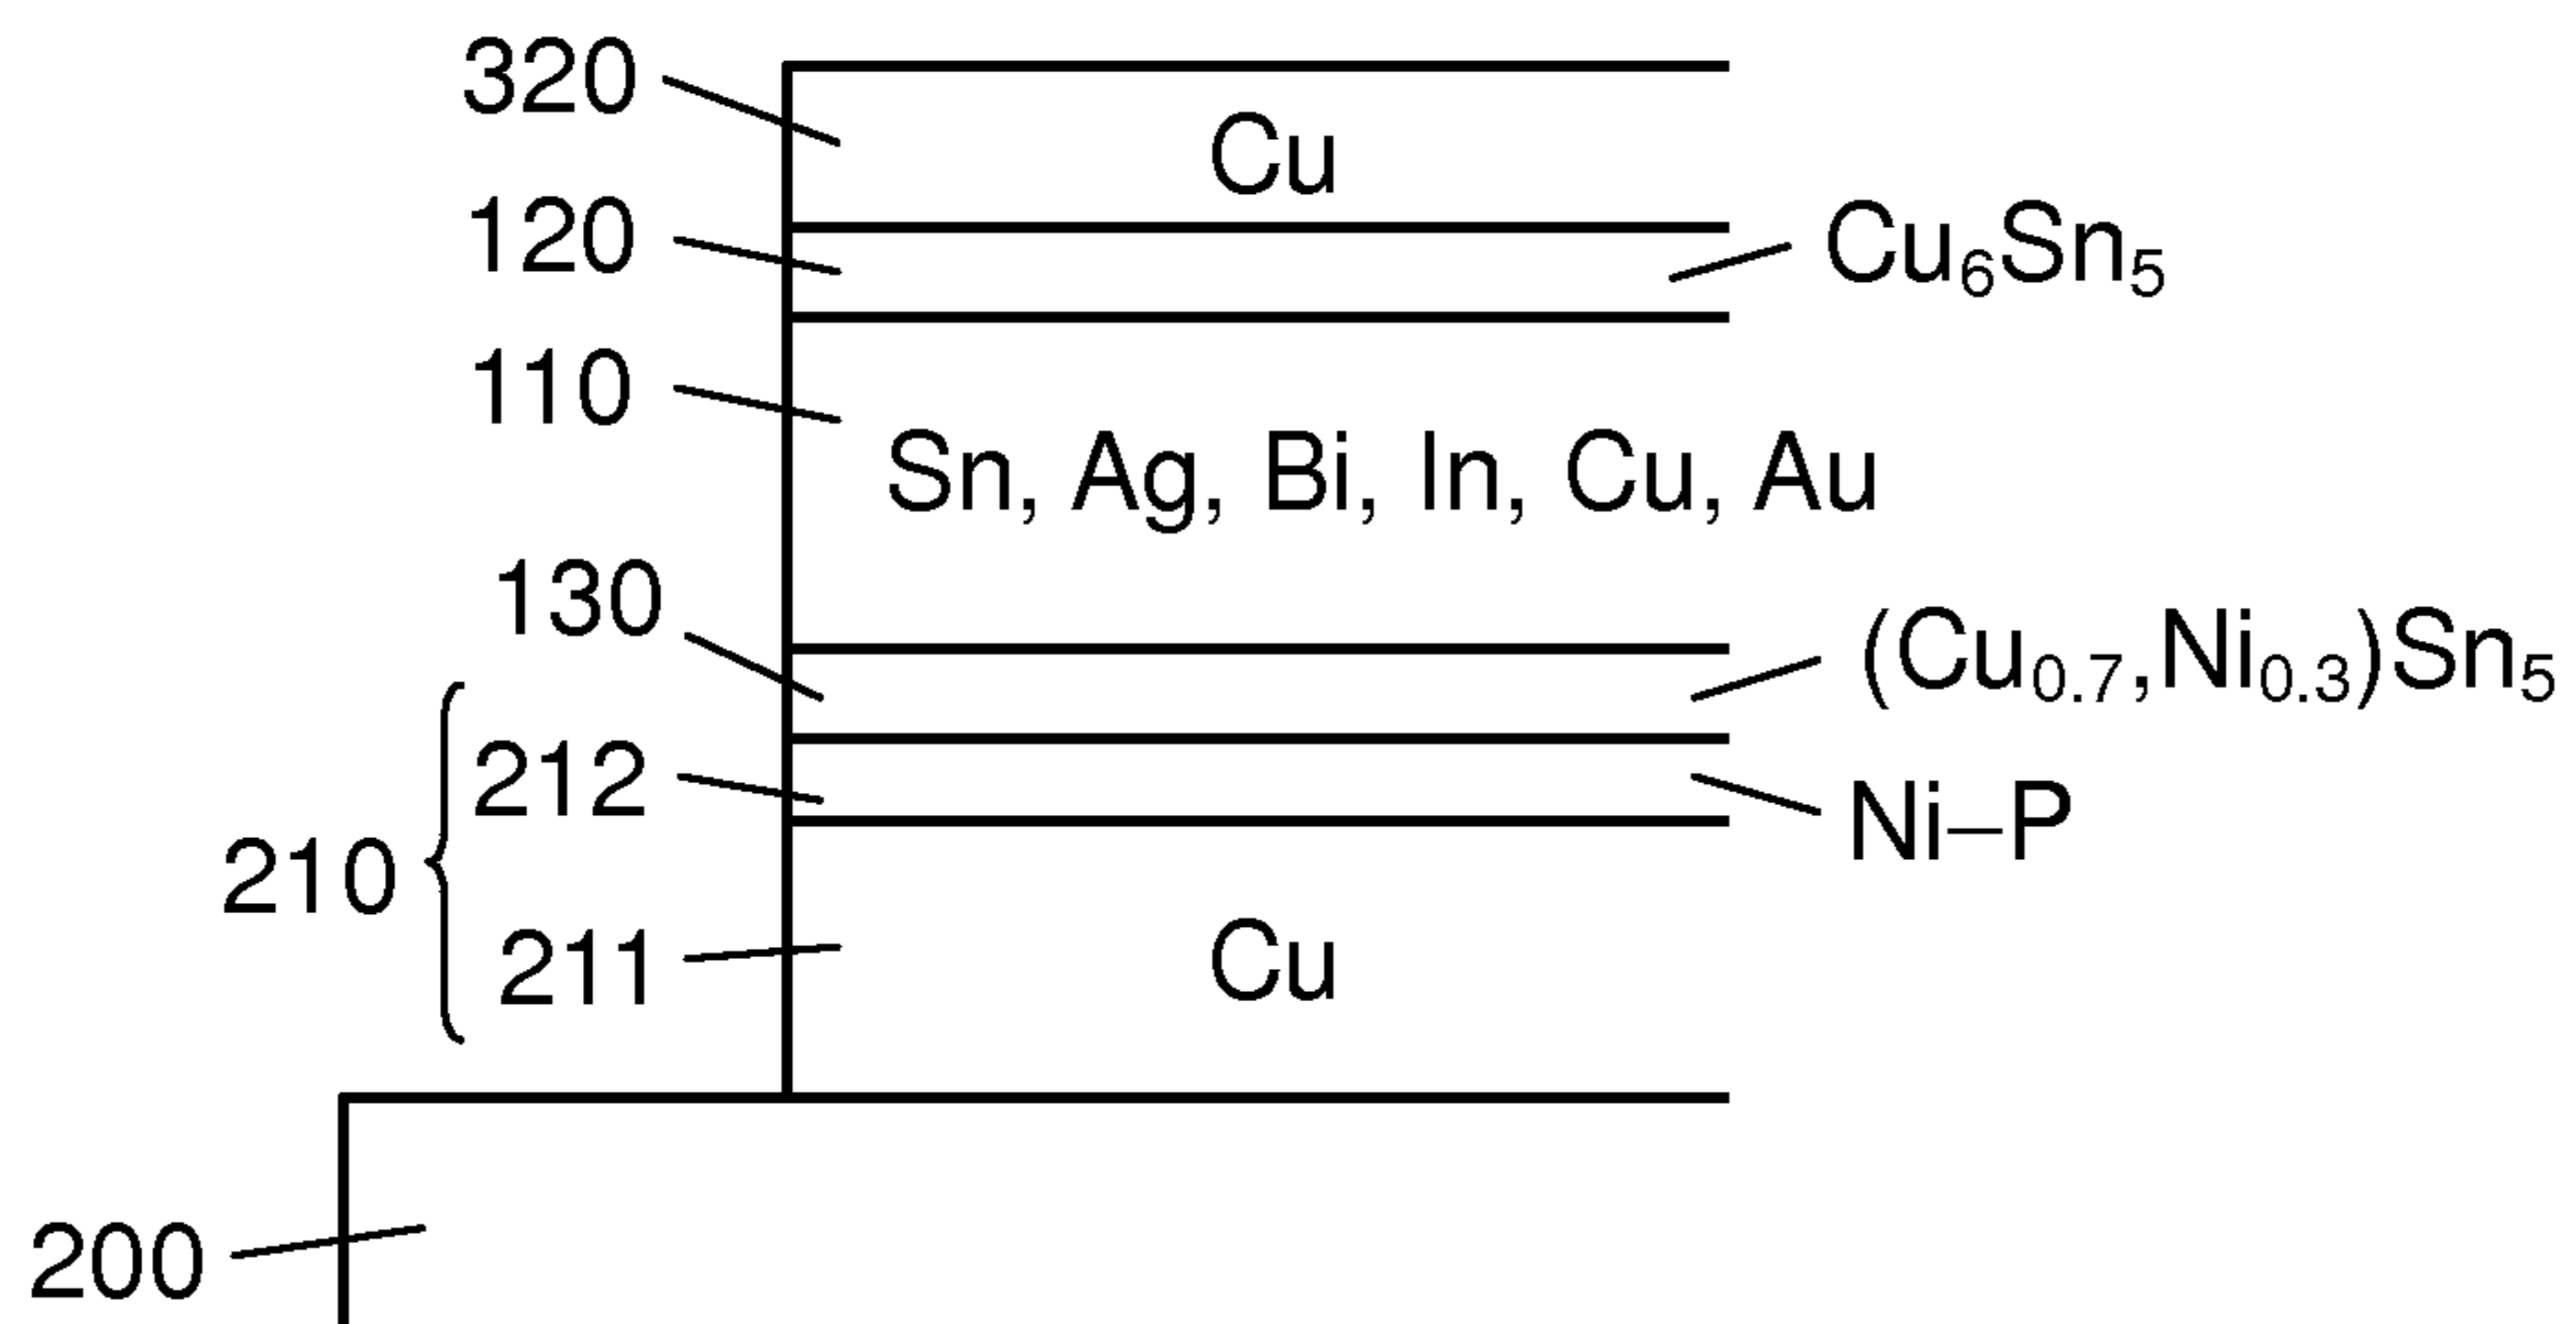 320
Cu
120
Cu₆Sn₅
110
Sn, Ag, Bi, In, Cu, Au
130
(Cu₀.₇,Ni₀.₃)Sn₅
212
Ni–P
210
211
Cu
200